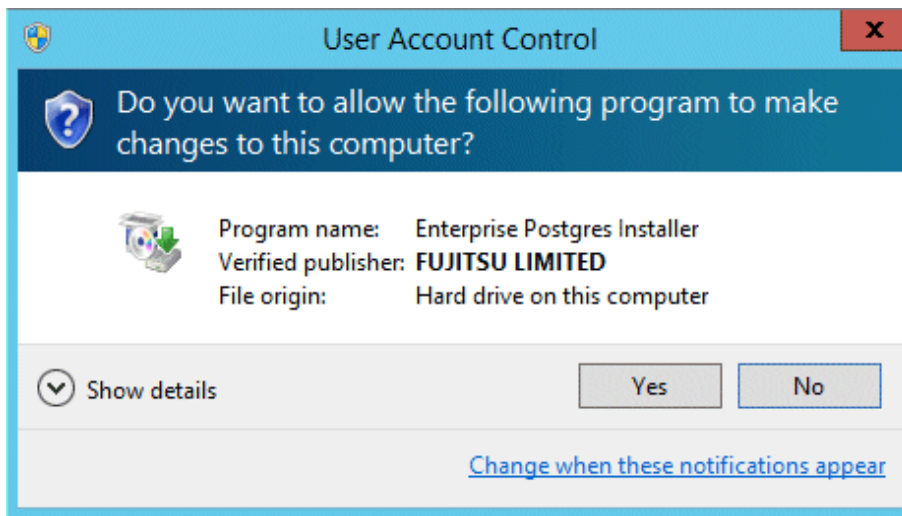 User Account Control
x
Do you want to allow the following program to make
changes to this computer?
Program name: Enterprise Postgres Installer
Verified publisher: FUJITSU LIMITED
File origin: Hard drive on this computer
Show details
Yes
No
Change when these notifications appear